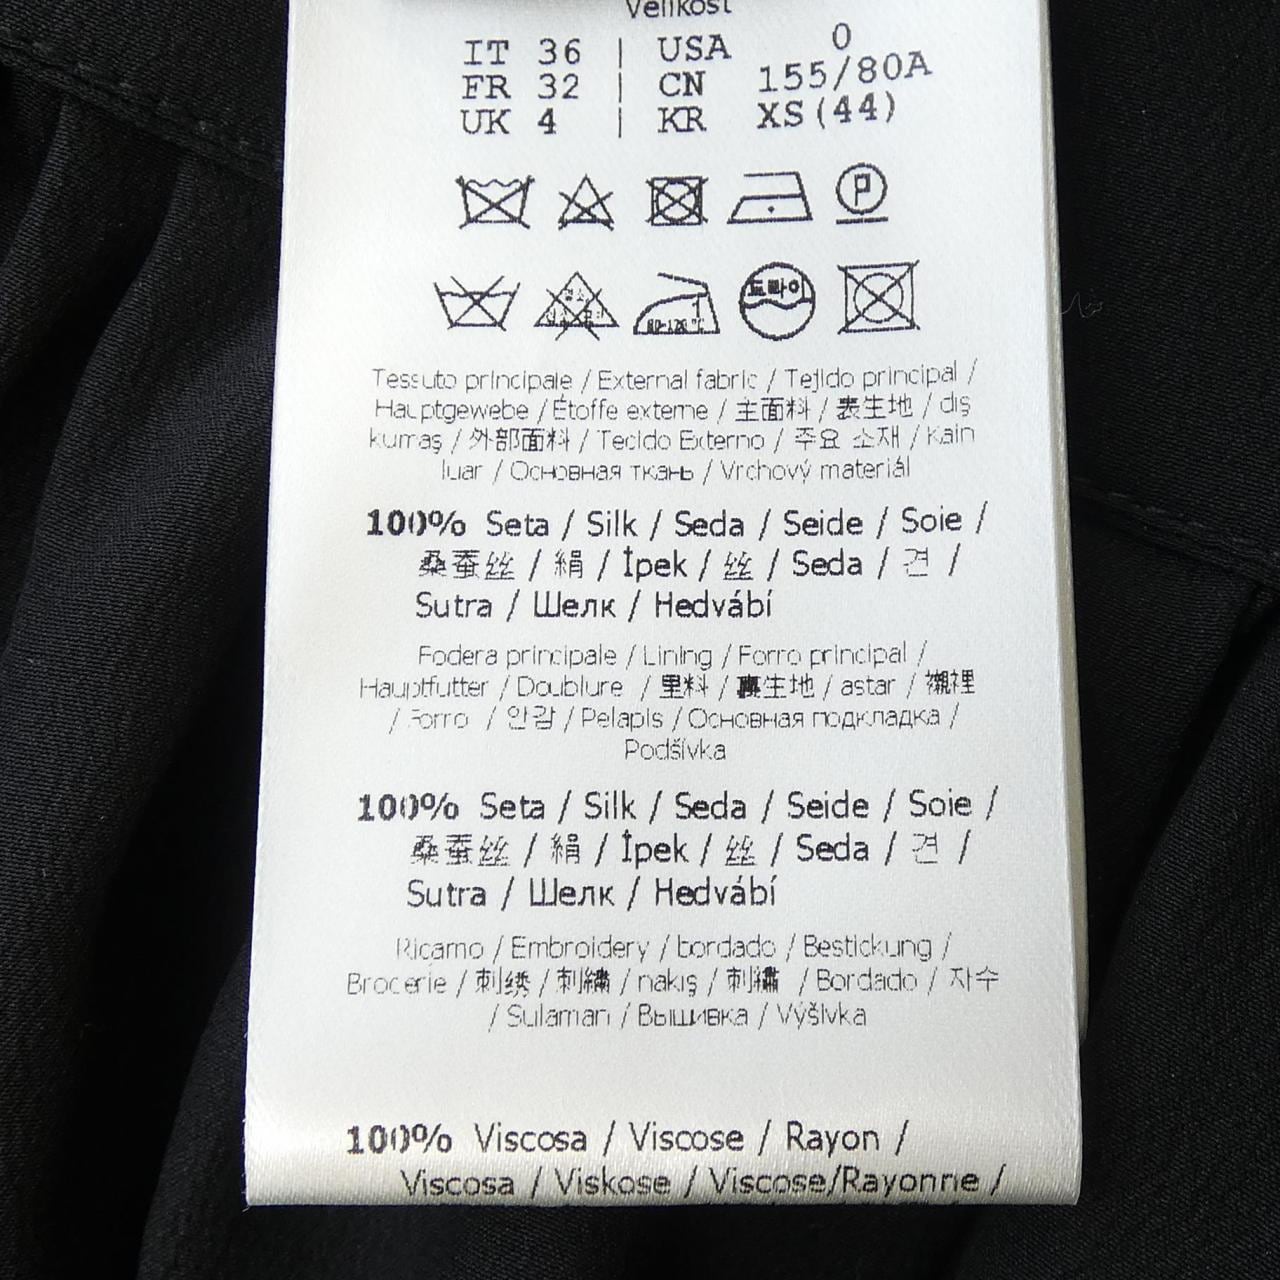 Velikost
IT 36 | USA 0
FR 32 | CN 155/80A
UK 4 | KR XS(44)
P
드라이
80-120℃
Tessuto principale / External fabric / Tejido principal /
Hauptgewebe / Étoffe externe / 主面料 / 表生地 / dış
kumaş / 外部面料 / Tecido Externo / 주요 소재 / Kain
luar / Основная ткань / Vrchový materiál
100% Seta / Silk / Seda / Seide / Soie /
桑蚕丝 / 絹 / İpek / 丝 / Seda / 견 /
Sutra / Шелк / Hedvábí
Fodera principale / Lining / Forro principal /
Hauptfutter / Doublure / 里料 / 裏生地 / astar / 襯裡
/ Forro / 안감 / Pelapis / Основная подкладка /
Podšívka
100% Seta / Silk / Seda / Seide / Soie /
桑蚕丝 / 絹 / İpek / 丝 / Seda / 견 /
Sutra / Шелк / Hedvábí
Ricamo / Embroidery / bordado / Bestickung /
Broderie / 刺绣 / 刺繍 / nakış / 刺繡 / Bordado / 자수
/ Sulaman / Вышивка / Výšivka
100% Viscosa / Viscose / Rayon /
Viscosa / Viskose / Viscose/Rayonne /